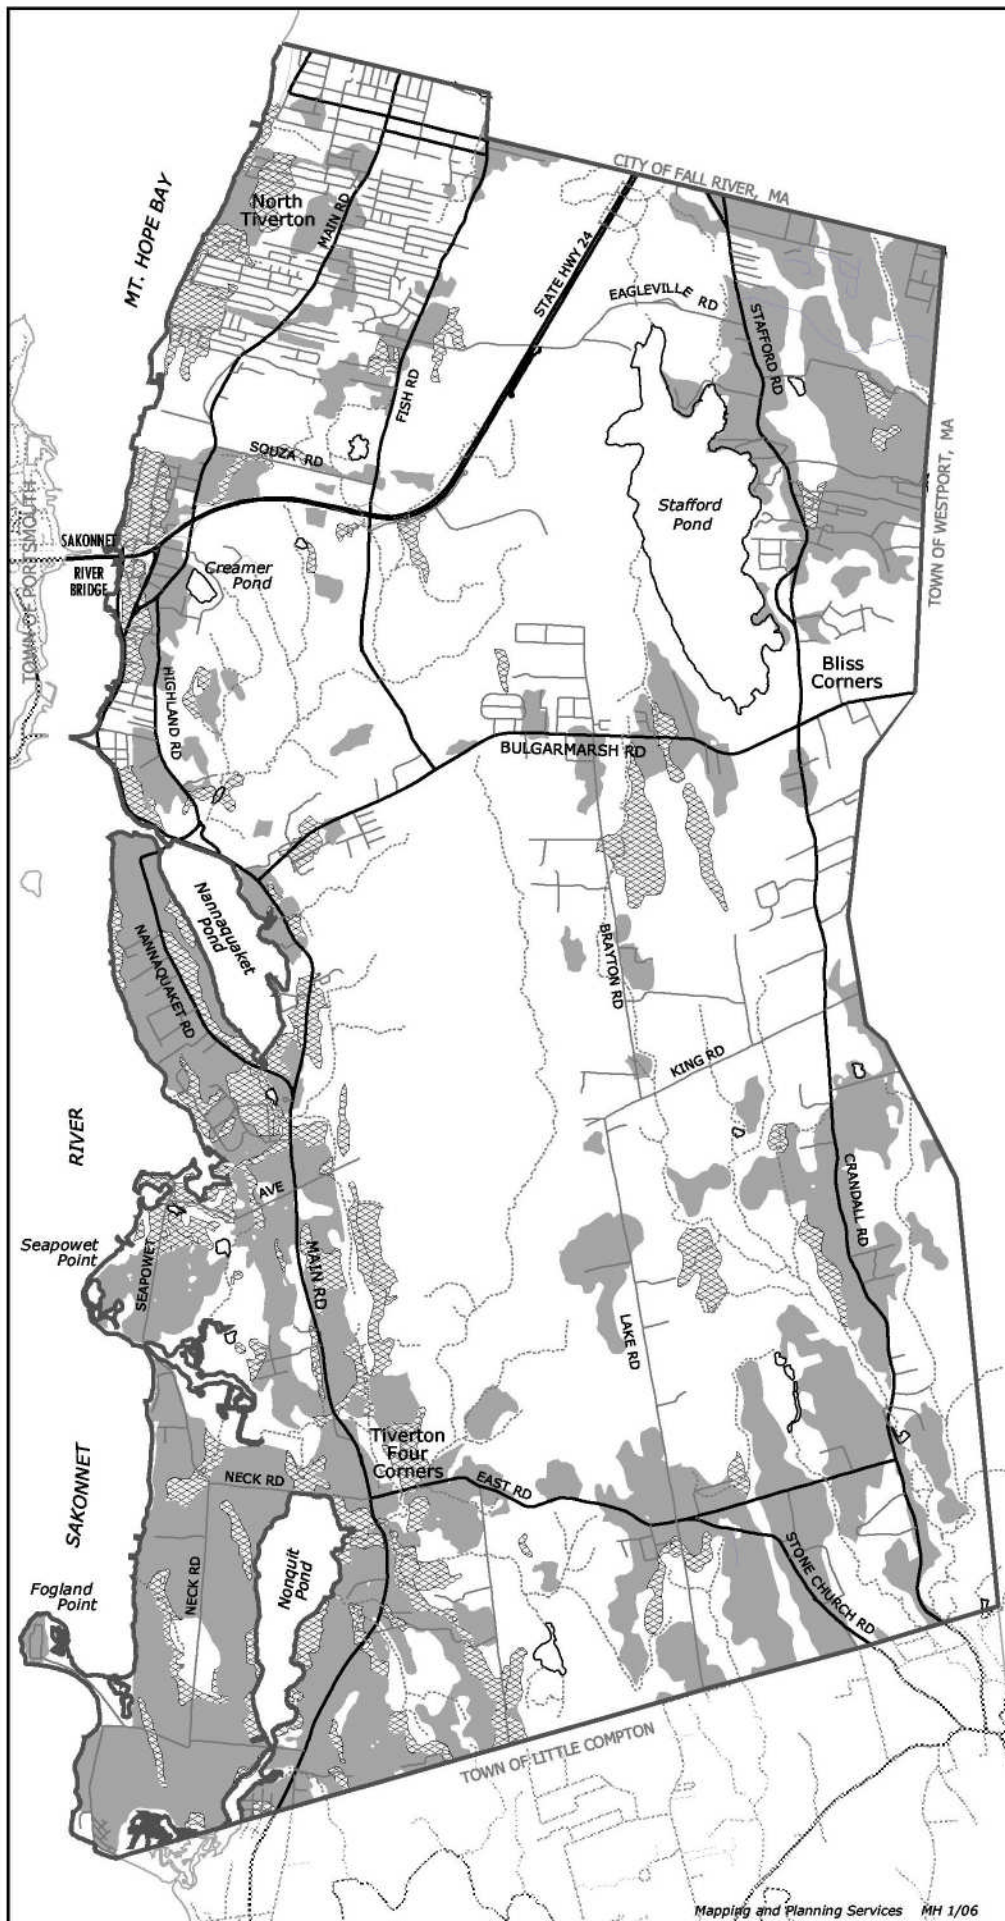 CITY OF FALL RIVER, MA
MT. HOPE BAY
North
Tiverton
MAIN RD
STATE HWY 24
EAGLEVILLE RD
STAFFORD RD
FISH RD
SOUZA RD
Stafford
Pond
TOWN OF WESTPORT, MA
TOWN OF PORTSMOUTH
SAKONNET
RIVER
BRIDGE
Creamer
Pond
HIGHLAND RD
Bliss
Corners
BULGARMARSH RD
Nannaquaket
Pond
NANNAQUAKET RD
BRAYTON RD
KING RD
RIVER
AVE
CRANDALL RD
Seapowet
Point
SEAPOWET
MAIN RD
LAKE RD
Tiverton
Four
Corners
SAKONNET
NECK RD
EAST RD
NECK RD
Nonquit
Pond
STONE CHURCH RD
Fogland
Point
TOWN OF LITTLE COMPTON
Mapping and Planning Services MH 1/06